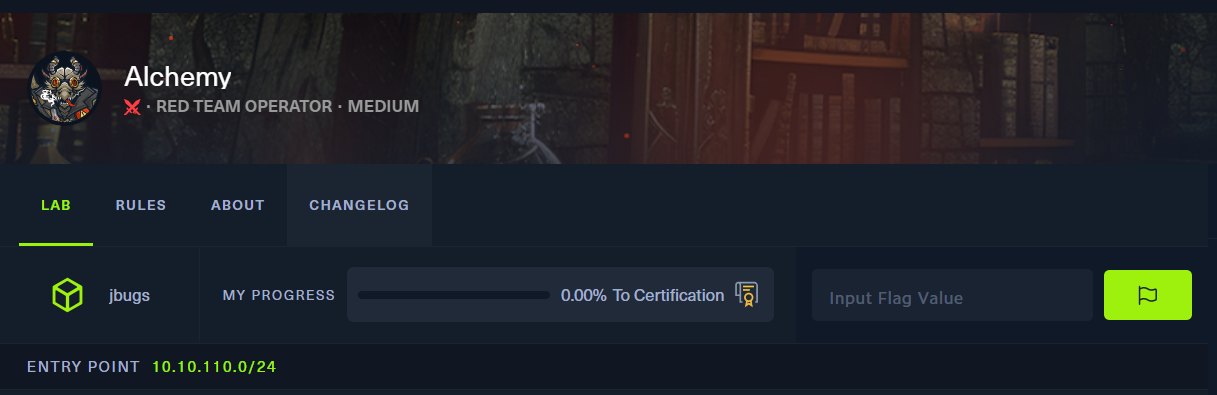 Alchemy
· RED TEAM OPERATOR · MEDIUM
LAB RULES ABOUT CHANGELOG
jbugs MY PROGRESS 0.00% To Certification Input Flag Value
ENTRY POINT 10.10.110.0/24